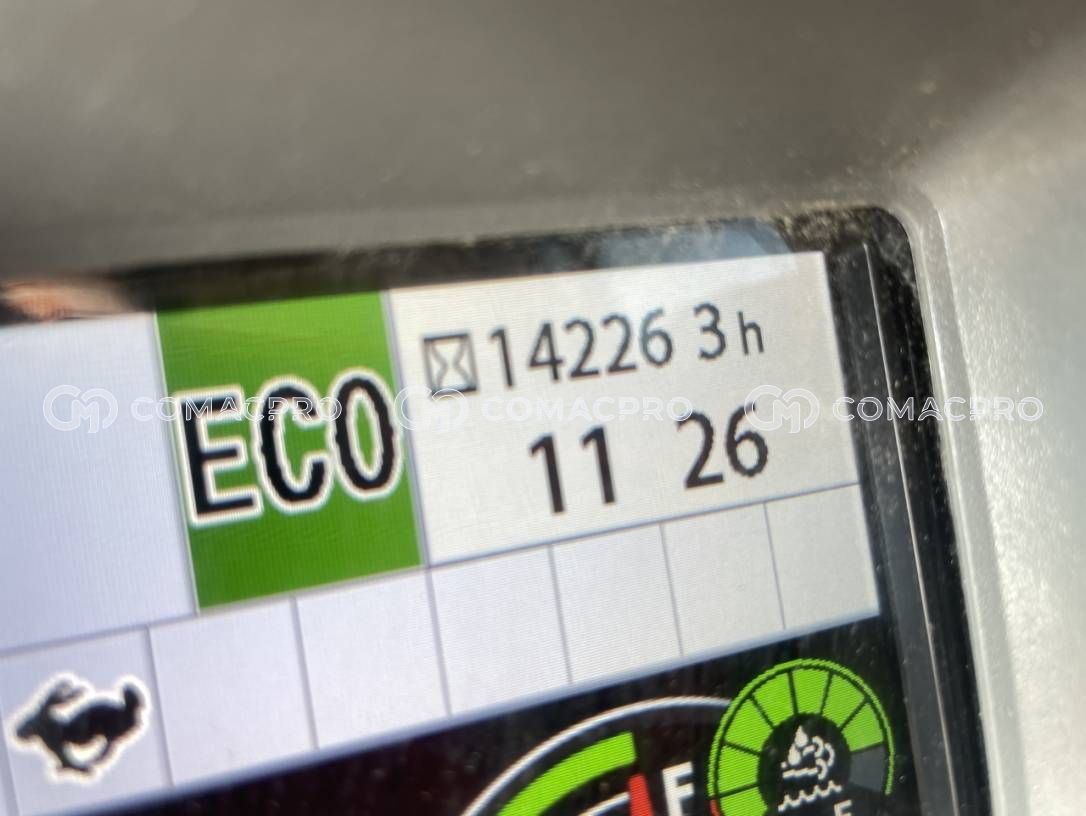 ECO
14226 3 h
11 26
COMACPRO COMACPRO COMACPRO
F
E